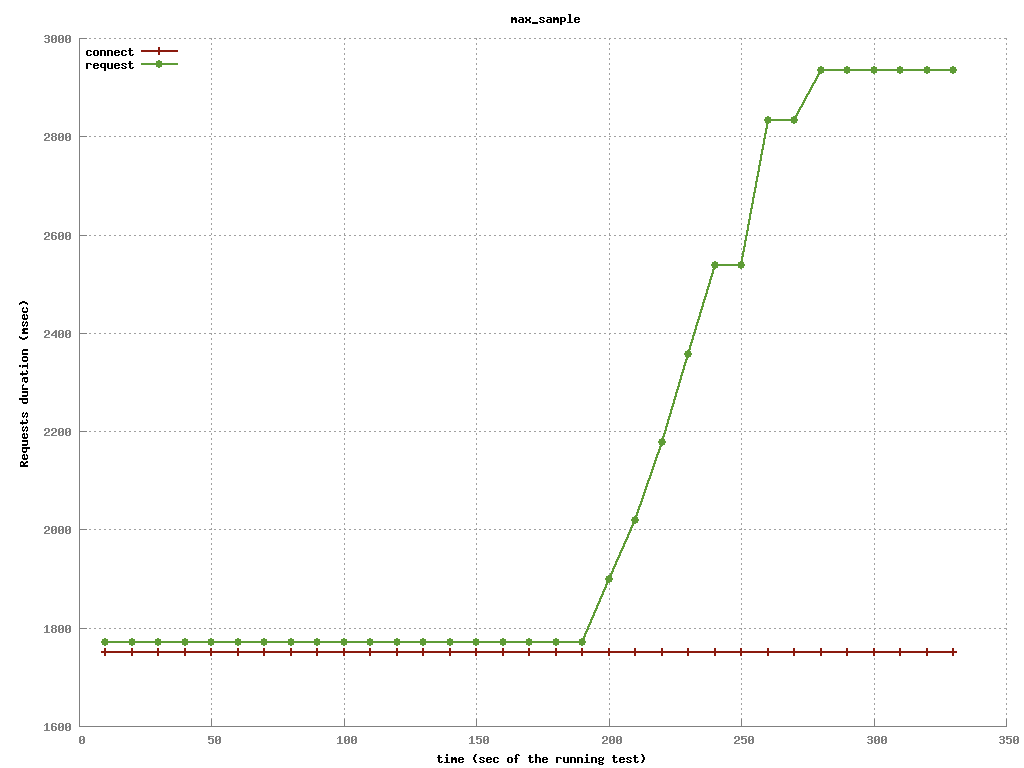 max_sample
connect
request
3000
2800
2600
2400
2200
2000
1800
1600
Requests duration (msec)
0 50 100 150 200 250 300 350
time (sec of the running test)